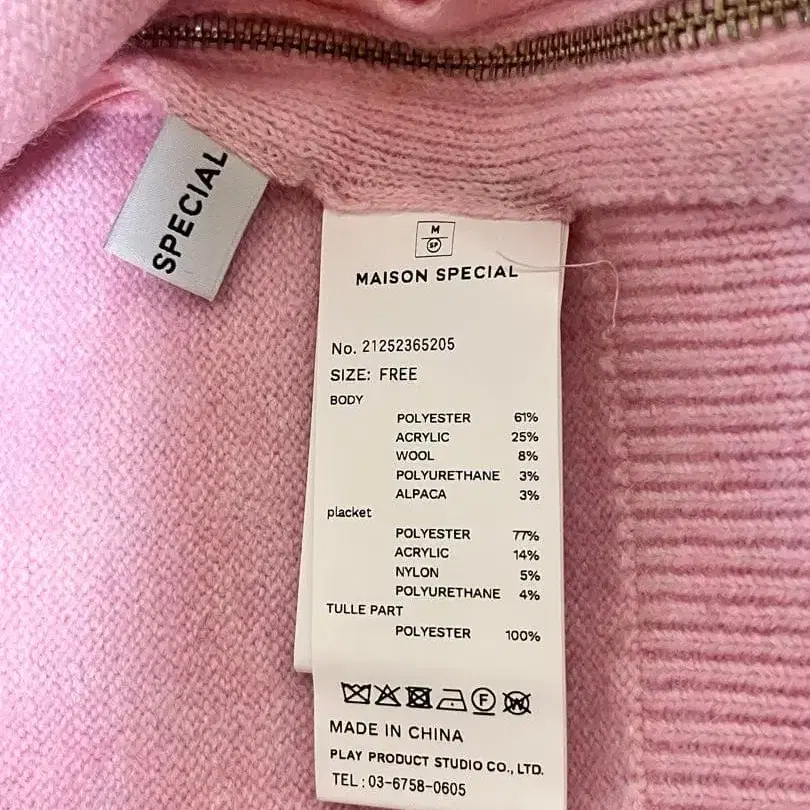 SPECIAL
M
SP
MAISON SPECIAL
No. 21252365205
SIZE: FREE
BODY
POLYESTER 61%
ACRYLIC 25%
WOOL 8%
POLYURETHANE 3%
ALPACA 3%
placket
POLYESTER 77%
ACRYLIC 14%
NYLON 5%
POLYURETHANE 4%
TULLE PART
POLYESTER 100%
F W
MADE IN CHINA
PLAY PRODUCT STUDIO CO., LTD.
TEL : 03-6758-0605